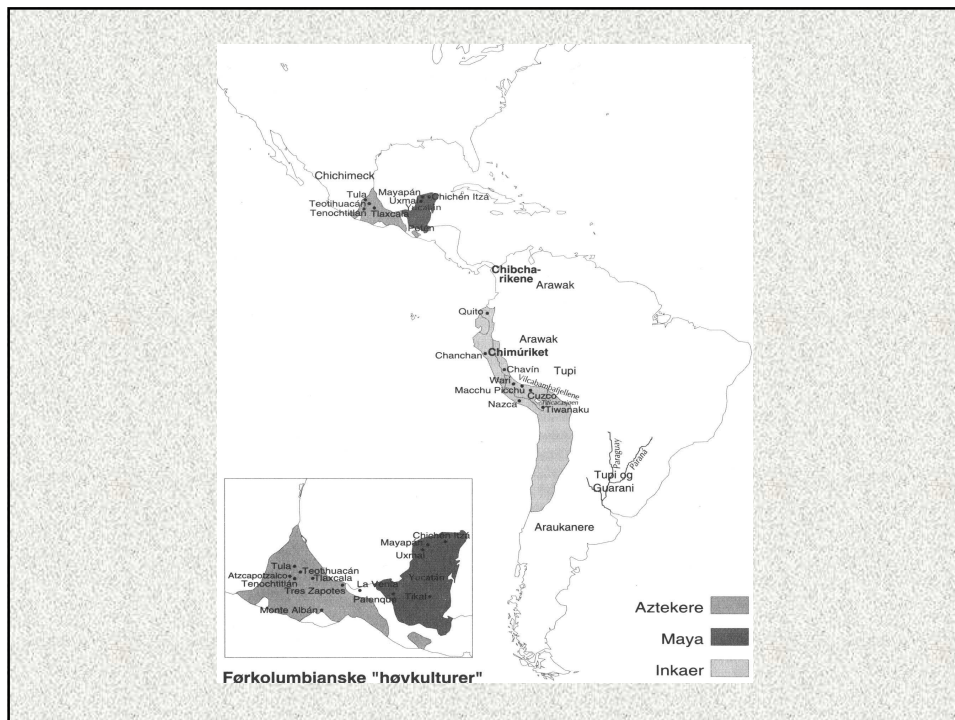 Chichimeck
Tula
Teotihuacán
Tenochtitlán
Tlaxcala
Mayapán
Uxmal
Chichén Itzá
Yucatán
Petén
Chibcha-
rikene
Arawak
Quito
Arawak
Chanchan
Chimúriket
Chavín
Tupi
Wari
Vilcabambafjellene
Macchu Picchu
Cuzco
Nazca
Tiwanaku
Paraguay
Parana
Tupi og
Guarani
Araukanere
Chichén Itzá
Mayapán
Uxmal
Tula
Teotihuacán
Atzcapotzalco
Tlaxcala
Tenochtitlán
Tres Zapotes
La Venta
Yucatán
Palenque
Tikal
Monte Albán
Aztekere
Maya
Inkaer
Førkolumbianske "høvkulturer"